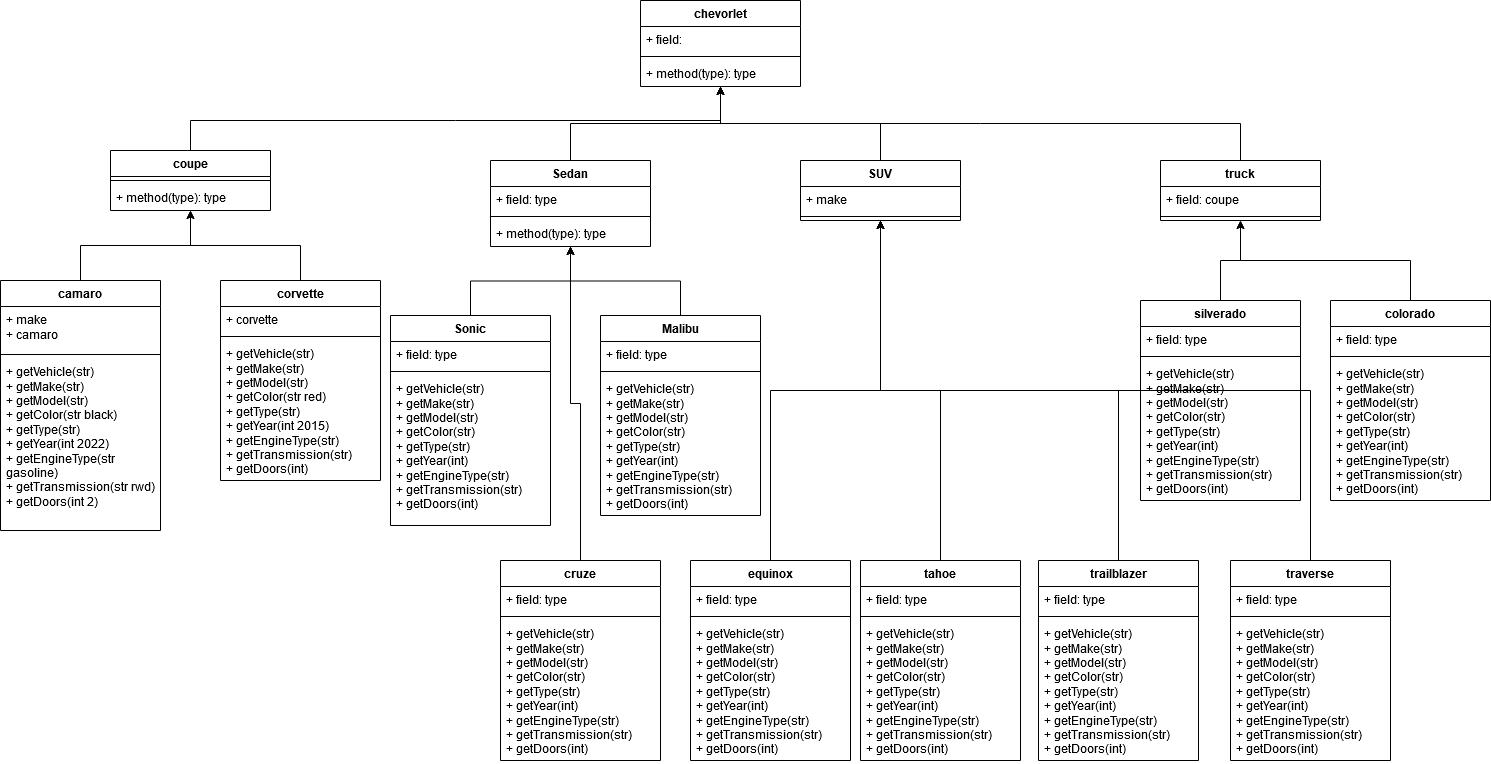 chevorlet
+ field:
+ method(type): type
coupe
+ method(type): type
Sedan
+ field: type
+ method(type): type
SUV
+ make
truck
+ field: coupe
camaro
+ make
+ camaro
+ getVehicle(str)
+ getMake(str)
+ getModel(str)
+ getColor(str black)
+ getType(str)
+ getYear(int 2022)
+ getEngineType(str
gasoline)
+ getTransmission(str rwd)
+ getDoors(int 2)
corvette
+ corvette
+ getVehicle(str)
+ getMake(str)
+ getModel(str)
+ getColor(str red)
+ getType(str)
+ getYear(int 2015)
+ getEngineType(str)
+ getTransmission(str)
+ getDoors(int)
Sonic
+ field: type
+ getVehicle(str)
+ getMake(str)
+ getModel(str)
+ getColor(str)
+ getType(str)
+ getYear(int)
+ getEngineType(str)
+ getTransmission(str)
+ getDoors(int)
Malibu
+ field: type
+ getVehicle(str)
+ getMake(str)
+ getModel(str)
+ getColor(str)
+ getType(str)
+ getYear(int)
+ getEngineType(str)
+ getTransmission(str)
+ getDoors(int)
silverado
+ field: type
+ getVehicle(str)
+ getMake(str)
+ getModel(str)
+ getColor(str)
+ getType(str)
+ getYear(int)
+ getEngineType(str)
+ getTransmission(str)
+ getDoors(int)
colorado
+ field: type
+ getVehicle(str)
+ getMake(str)
+ getModel(str)
+ getColor(str)
+ getType(str)
+ getYear(int)
+ getEngineType(str)
+ getTransmission(str)
+ getDoors(int)
cruze
+ field: type
+ getVehicle(str)
+ getMake(str)
+ getModel(str)
+ getColor(str)
+ getType(str)
+ getYear(int)
+ getEngineType(str)
+ getTransmission(str)
+ getDoors(int)
equinox
+ field: type
+ getVehicle(str)
+ getMake(str)
+ getModel(str)
+ getColor(str)
+ getType(str)
+ getYear(int)
+ getEngineType(str)
+ getTransmission(str)
+ getDoors(int)
tahoe
+ field: type
+ getVehicle(str)
+ getMake(str)
+ getModel(str)
+ getColor(str)
+ getType(str)
+ getYear(int)
+ getEngineType(str)
+ getTransmission(str)
+ getDoors(int)
trailblazer
+ field: type
+ getVehicle(str)
+ getMake(str)
+ getModel(str)
+ getColor(str)
+ getType(str)
+ getYear(int)
+ getEngineType(str)
+ getTransmission(str)
+ getDoors(int)
traverse
+ field: type
+ getVehicle(str)
+ getMake(str)
+ getModel(str)
+ getColor(str)
+ getType(str)
+ getYear(int)
+ getEngineType(str)
+ getTransmission(str)
+ getDoors(int)